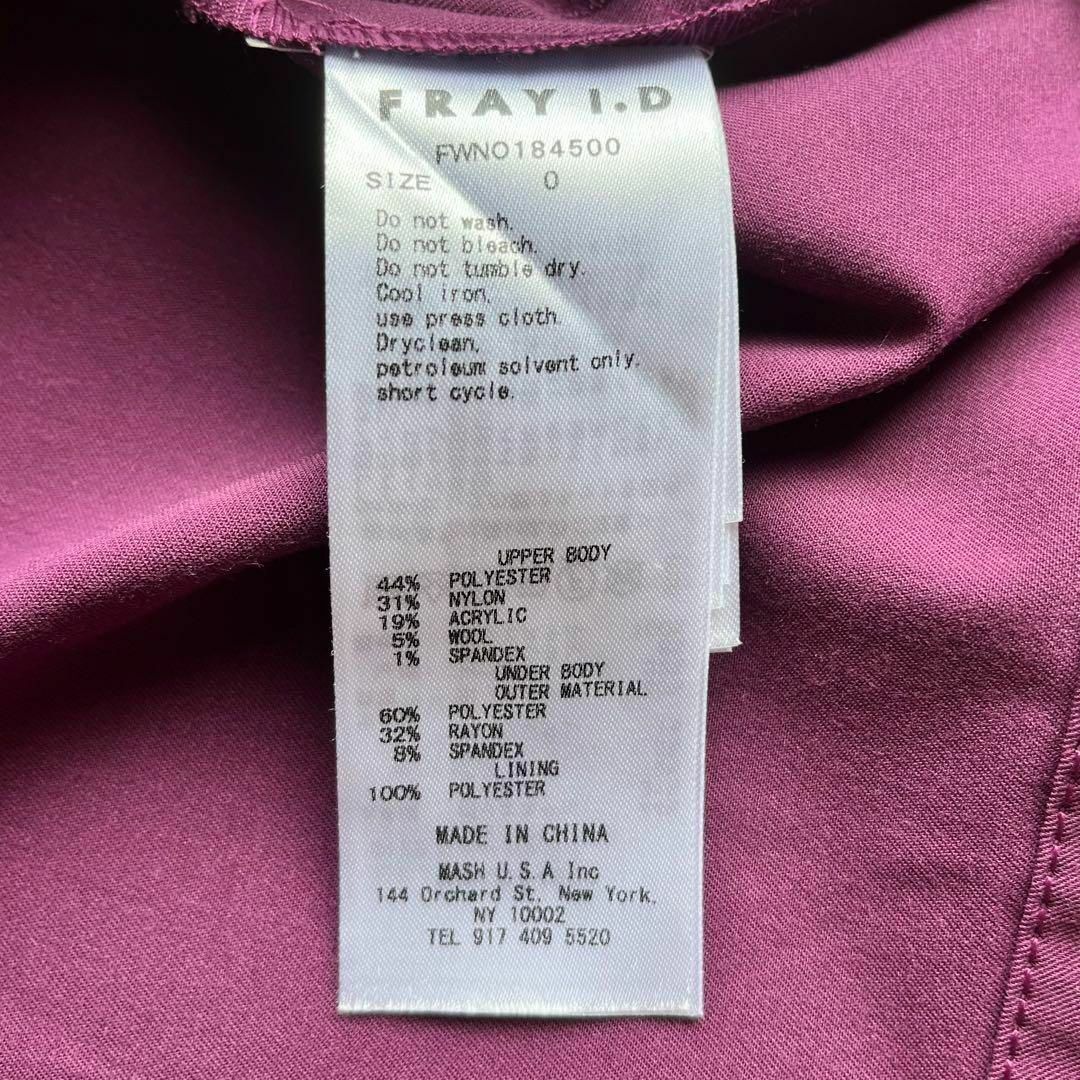 FRAY I.D
FWNO184500
SIZE 0
Do not wash.
Do not bleach.
Do not tumble dry.
Cool iron.
use press cloth.
Dryclean,
petroleum solvent only.
short cycle.
UPPER BODY
44% POLYESTER
31% NYLON
19% ACRYLIC
5% WOOL
1% SPANDEX
UNDER BODY
OUTER MATERIAL
60% POLYESTER
32% RAYON
8% SPANDEX
LINING
100% POLYESTER
MADE IN CHINA
MASH U.S.A Inc
144 Orchard St, New York,
NY 10002
TEL 917 409 5520